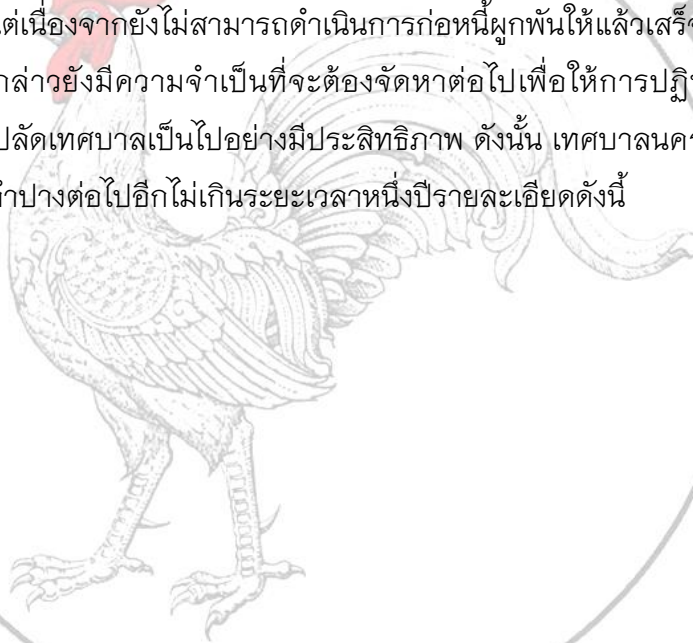 แต่เนื่องจากยังไม่สามารถดำเนินการก่อหนี้ผูกพันให้แล้วเสร็จ
กล่าวยังมีความจำเป็นที่จะต้องจัดหาต่อไปเพื่อให้การปฏิบ
ปลัดเทศบาลเป็นไปอย่างมีประสิทธิภาพ ดังนั้น เทศบาลนคร
ลำปางต่อไปอีกไม่เกินระยะเวลาหนึ่งปีรายละเอียดดังนี้